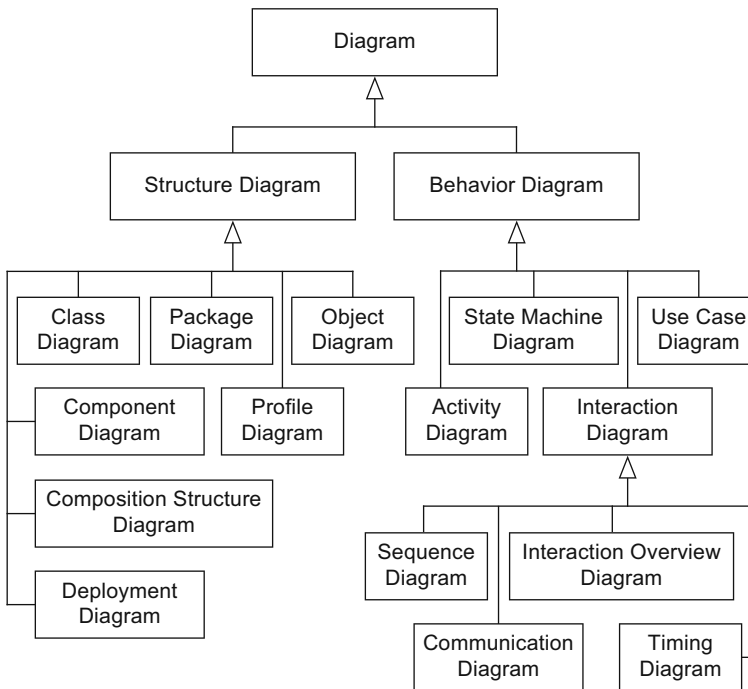 Diagram
Structure Diagram
Behavior Diagram
Class
Diagram
Package
Diagram
Object
Diagram
State Machine
Diagram
Use Case
Diagram
Component
Diagram
Profile
Diagram
Activity
Diagram
Interaction
Diagram
Composition Structure
Diagram
Sequence
Diagram
Interaction Overview
Diagram
Deployment
Diagram
Communication
Diagram
Timing
Diagram